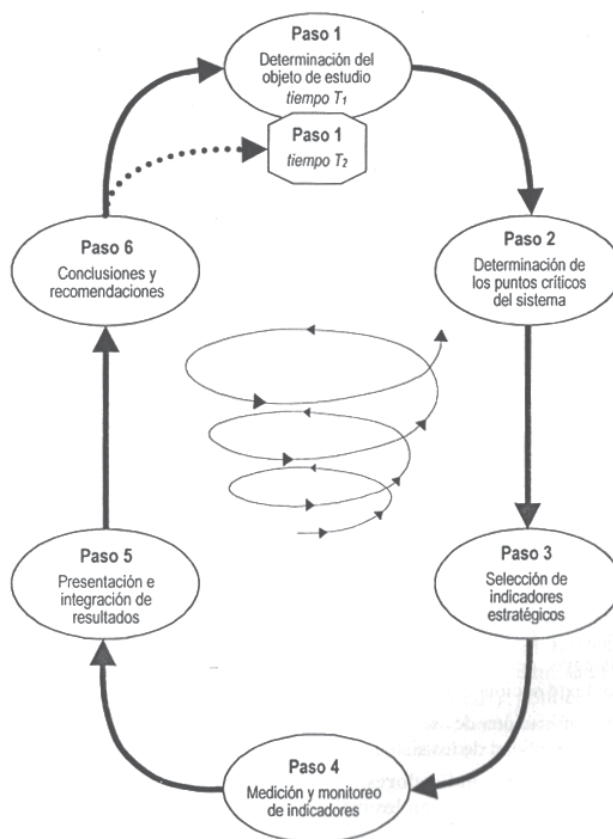 Paso 1
Determinación del
objeto de estudio
tiempo T₁
Paso 1
tiempo T₂
Paso 2
Determinación de
los puntos críticos
del sistema
Paso 3
Selección de
indicadores
estratégicos
Paso 4
Medición y monitoreo
de indicadores
Paso 5
Presentación e
integración de
resultados
Paso 6
Conclusiones y
recomendaciones